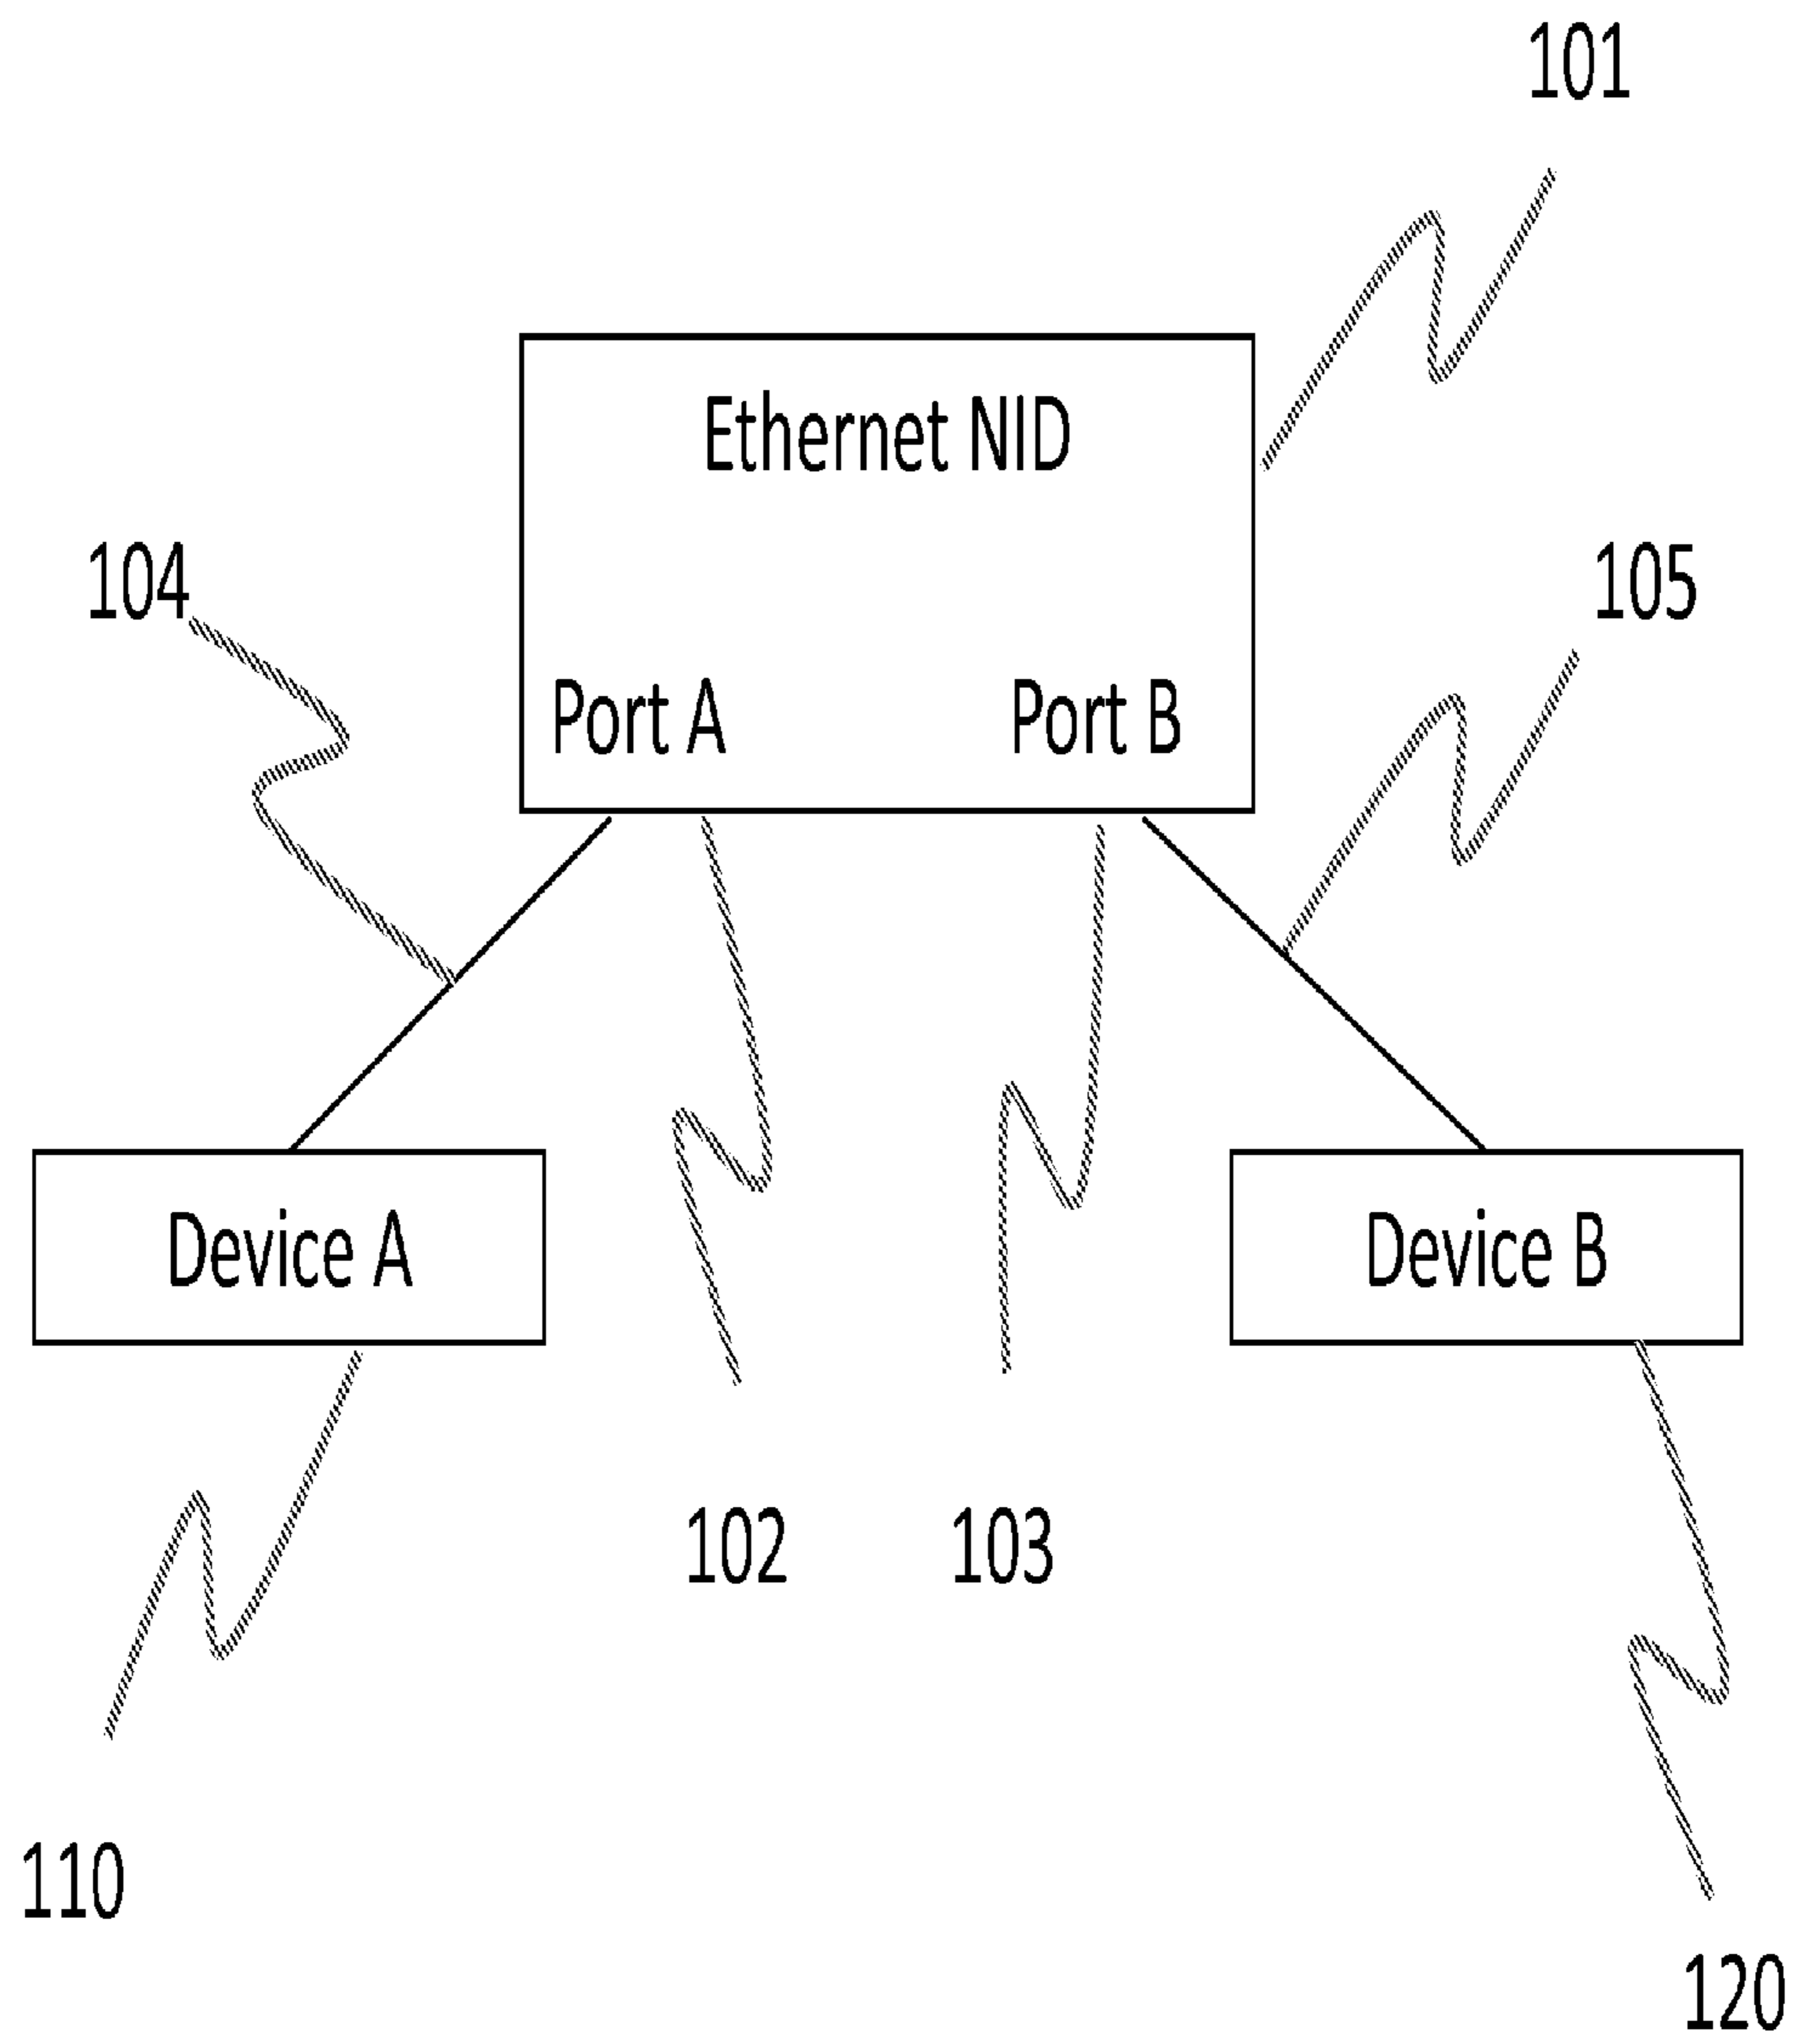 101
Ethernet NID
104
105
Port A Port B
Device A Device B
102 103
110
120